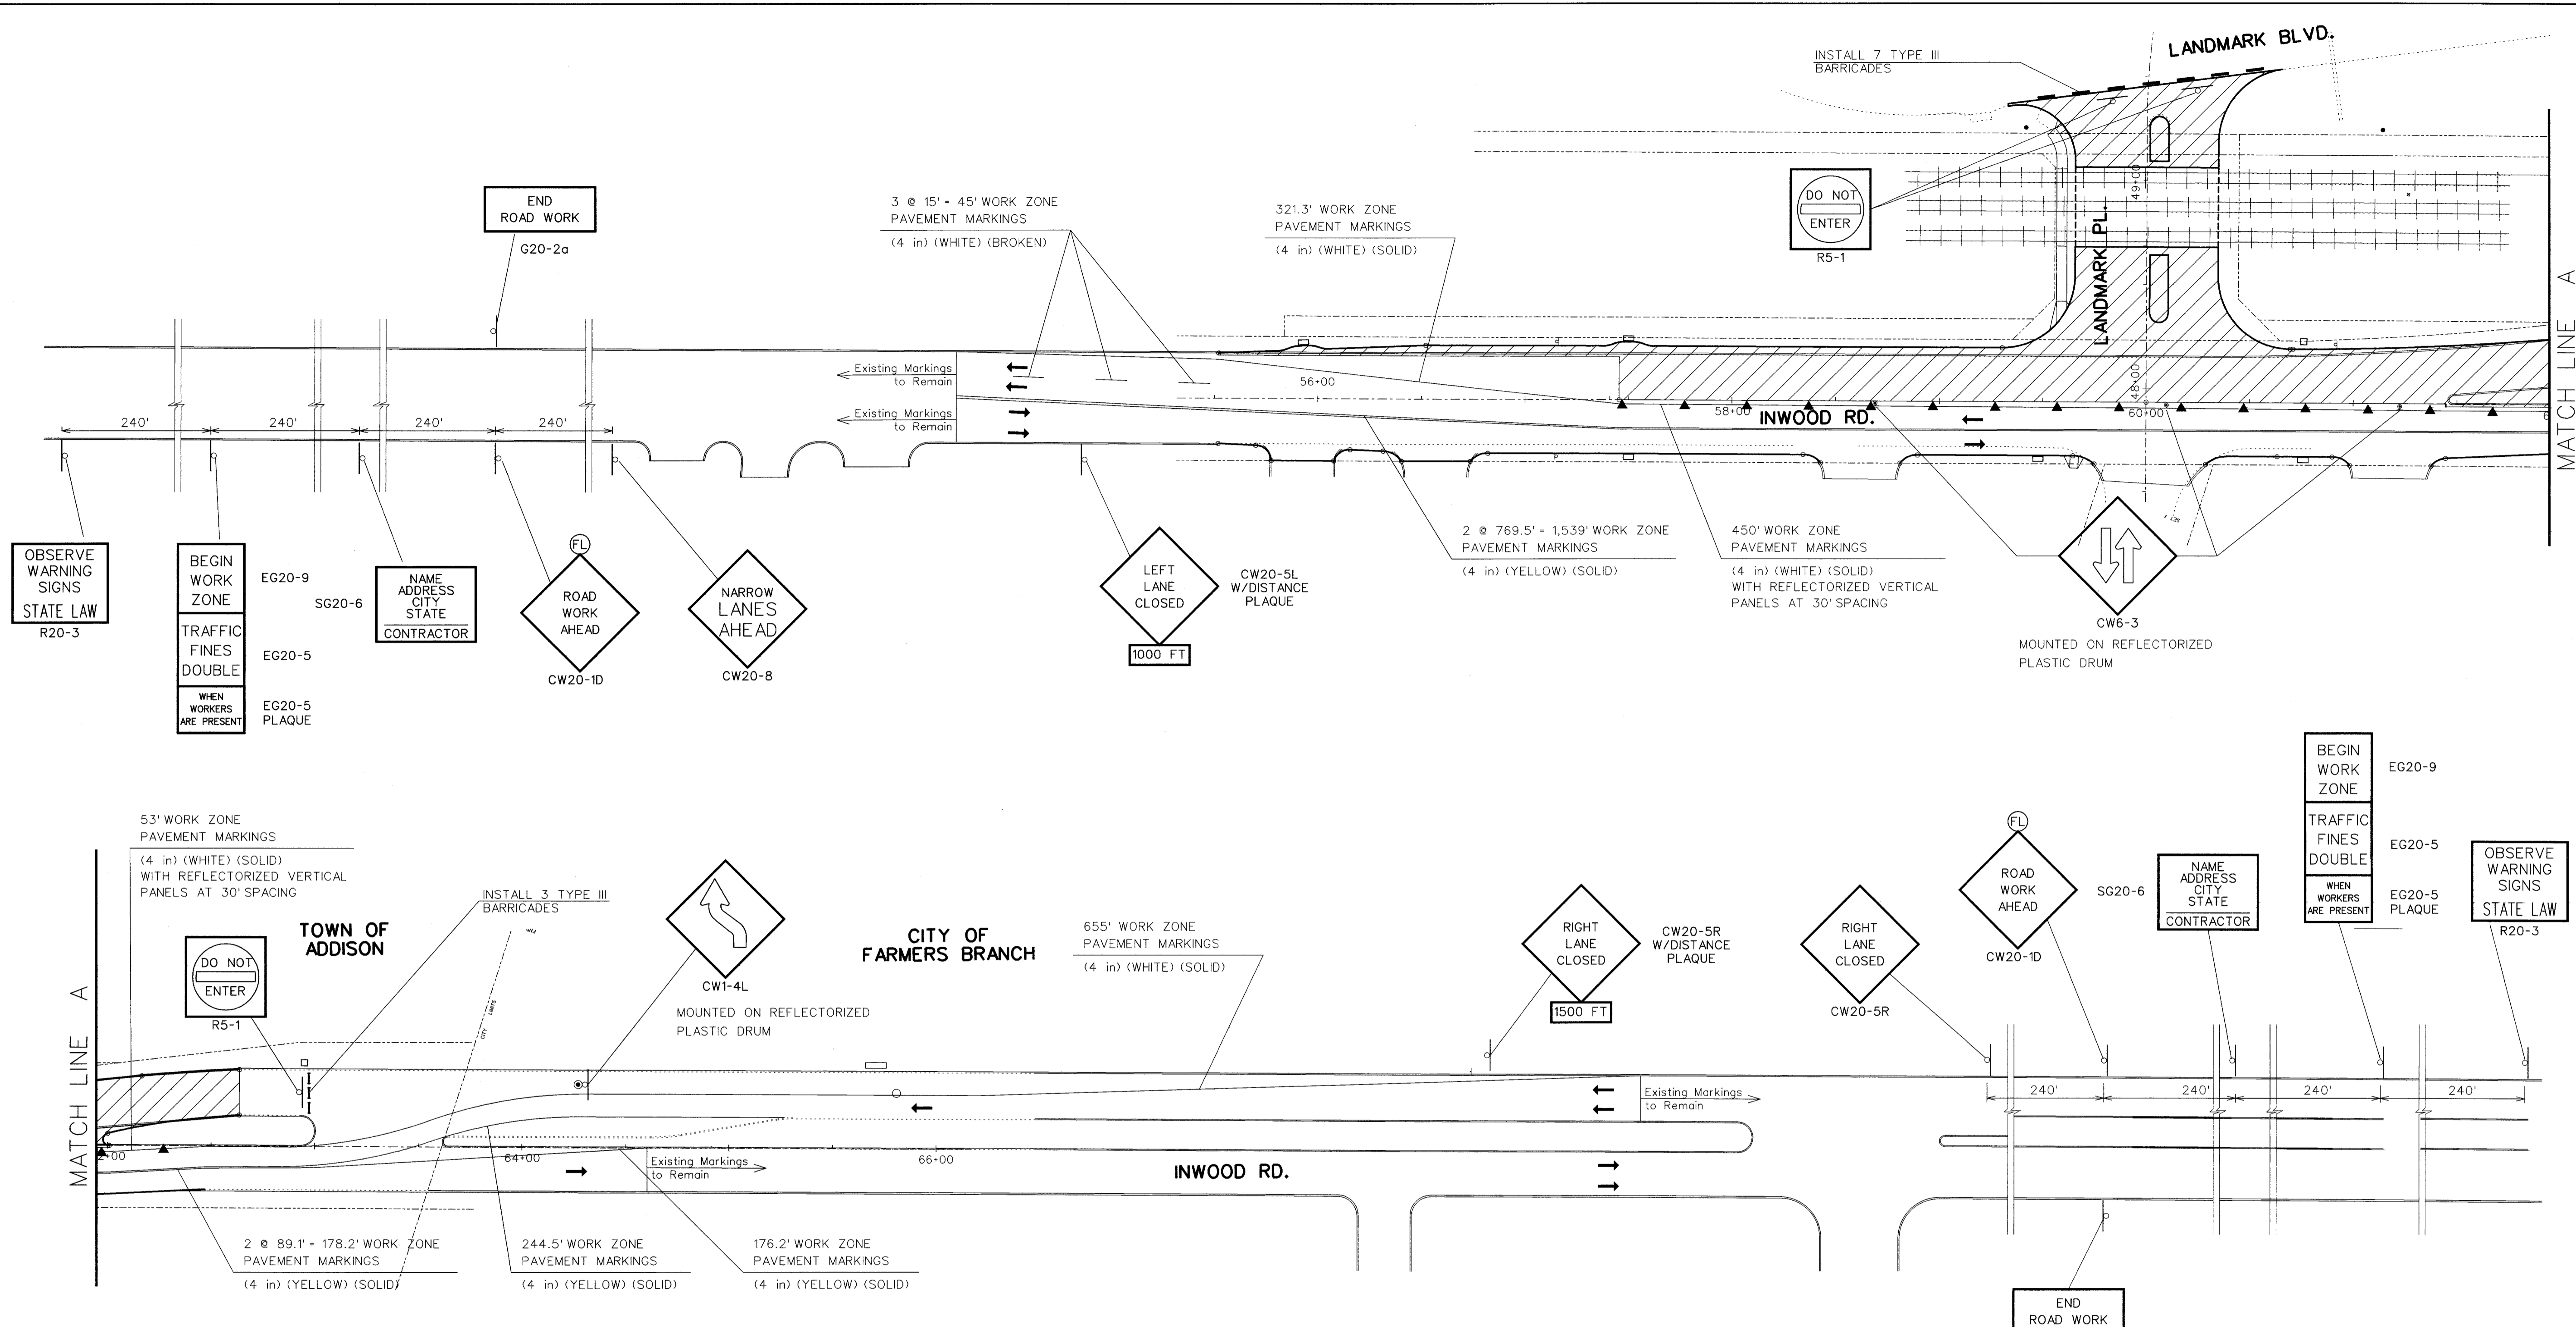 LANDMARK BLVD.
INSTALL 7 TYPE III
BARRICADES
DO NOT
ENTER
R5-1
49+00
LANDMARK PL.
48+00
MATCH LINE A
END
ROAD WORK
G20-2a
3 @ 15' = 45' WORK ZONE
PAVEMENT MARKINGS
(4 in) (WHITE) (BROKEN)
321.3' WORK ZONE
PAVEMENT MARKINGS
(4 in) (WHITE) (SOLID)
Existing Markings
to Remain
Existing Markings
to Remain
56+00
58+00
60+00
6
INWOOD RD.
240'
240'
240'
240'
OBSERVE
WARNING
SIGNS
STATE LAW
R20-3
BEGIN
WORK
ZONE
EG20-9
TRAFFIC
FINES
DOUBLE
EG20-5
WHEN
WORKERS
ARE PRESENT
EG20-5
PLAQUE
SG20-6
NAME
ADDRESS
CITY
STATE
CONTRACTOR
FL
ROAD
WORK
AHEAD
CW20-1D
NARROW
LANES
AHEAD
CW20-8
LEFT
LANE
CLOSED
1000 FT
CW20-5L
W/DISTANCE
PLAQUE
2 @ 769.5' = 1,539' WORK ZONE
PAVEMENT MARKINGS
(4 in) (YELLOW) (SOLID)
450' WORK ZONE
PAVEMENT MARKINGS
(4 in) (WHITE) (SOLID)
WITH REFLECTORIZED VERTICAL
PANELS AT 30' SPACING
CW6-3
MOUNTED ON REFLECTORIZED
PLASTIC DRUM
53' WORK ZONE
PAVEMENT MARKINGS
(4 in) (WHITE) (SOLID)
WITH REFLECTORIZED VERTICAL
PANELS AT 30' SPACING
MATCH LINE A
TOWN OF
ADDISON
DO NOT
ENTER
R5-1
INSTALL 3 TYPE III
BARRICADES
CITY LIMITS
CW1-4L
MOUNTED ON REFLECTORIZED
PLASTIC DRUM
CITY OF
FARMERS BRANCH
655' WORK ZONE
PAVEMENT MARKINGS
(4 in) (WHITE) (SOLID)
RIGHT
LANE
CLOSED
1500 FT
CW20-5R
W/DISTANCE
PLAQUE
RIGHT
LANE
CLOSED
CW20-5R
FL
ROAD
WORK
AHEAD
CW20-1D
SG20-6
NAME
ADDRESS
CITY
STATE
CONTRACTOR
BEGIN
WORK
ZONE
EG20-9
TRAFFIC
FINES
DOUBLE
EG20-5
WHEN
WORKERS
ARE PRESENT
EG20-5
PLAQUE
OBSERVE
WARNING
SIGNS
STATE LAW
R20-3
Existing Markings
to Remain
240'
240'
240'
240'
2+00
64+00
66+00
Existing Markings
to Remain
INWOOD RD.
2 @ 89.1' = 178.2' WORK ZONE
PAVEMENT MARKINGS
(4 in) (YELLOW) (SOLID)
244.5' WORK ZONE
PAVEMENT MARKINGS
(4 in) (YELLOW) (SOLID)
176.2' WORK ZONE
PAVEMENT MARKINGS
(4 in) (YELLOW) (SOLID)
END
ROAD WORK